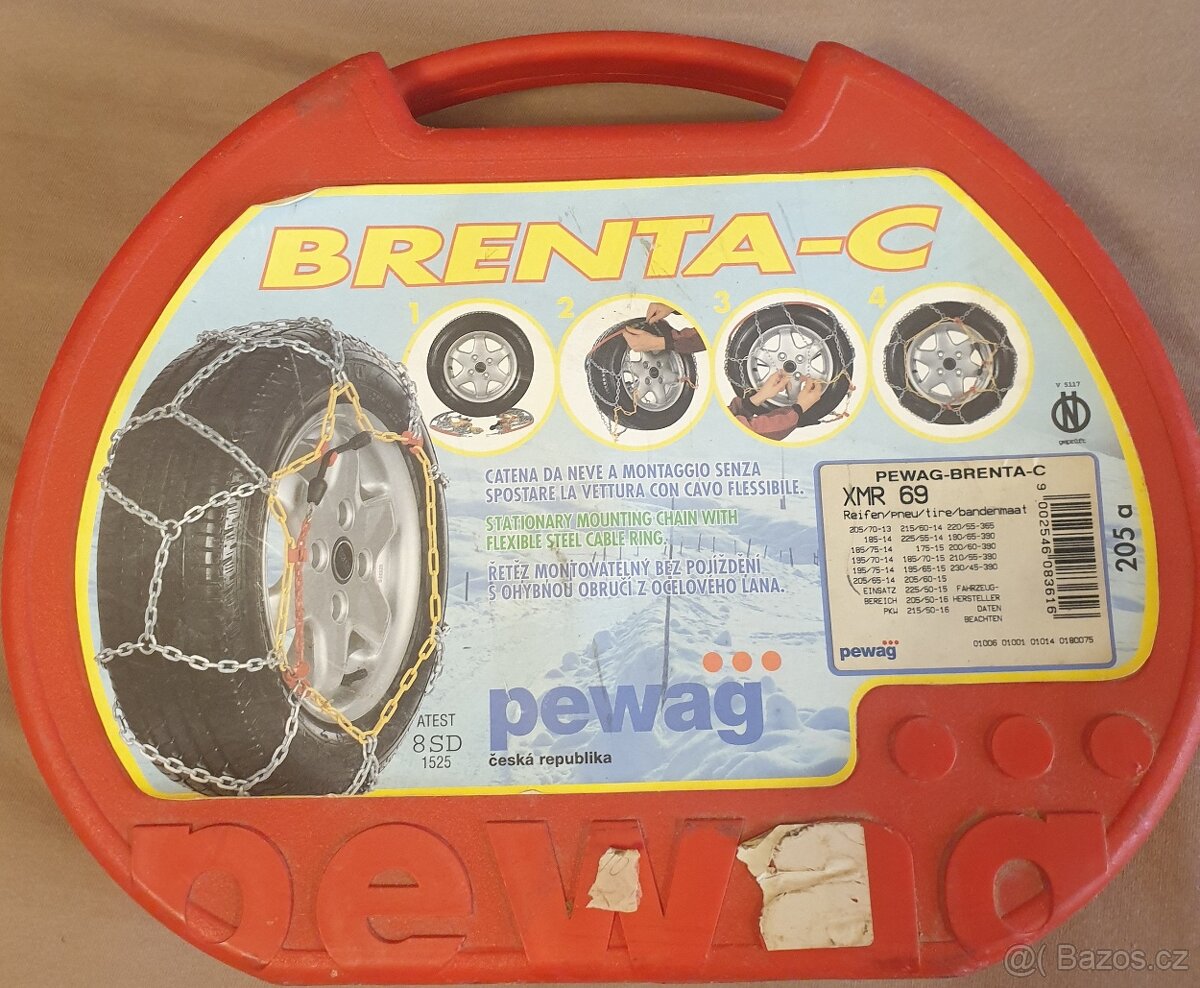 BRENTA-C
1 2 3 4
V 5117
geprüft
CATENA DA NEVE A MONTAGGIO SENZA
SPOSTARE LA VETTURA CON CAVO FLESSIBILE.
STATIONARY MOUNTING CHAIN WITH
FLEXIBLE STEEL CABLE RING.
ŘETĚZ MONTOVATELNÝ BEZ POJÍŽDĚNÍ
S OHYBNOU OBRUČÍ Z OCELOVÉHO LANA.
PEWAG-BRENTA-C
XMR 69
Reifen/pneu/tire/bandenmaat
205/70-13 215/60-14 220/55-365
185-14 225/55-14 190/65-390
185/75-14 175-15 200/60-390
195/70-14 185/70-15 210/55-390
195/75-14 195/65-15 230/45-390
205/65-14 205/60-15
EINSATZ 225/50-15 FAHRZEUG-
BEREICH 205/50-16 HERSTELLER
PKW 215/50-16 DATEN
BEACHTEN
pewag
01006 01001 01014 0180075
9 002546 083616
205 a
ATEST
8SD
1525
pewag
česká republika
pewag
@( Bazos.cz